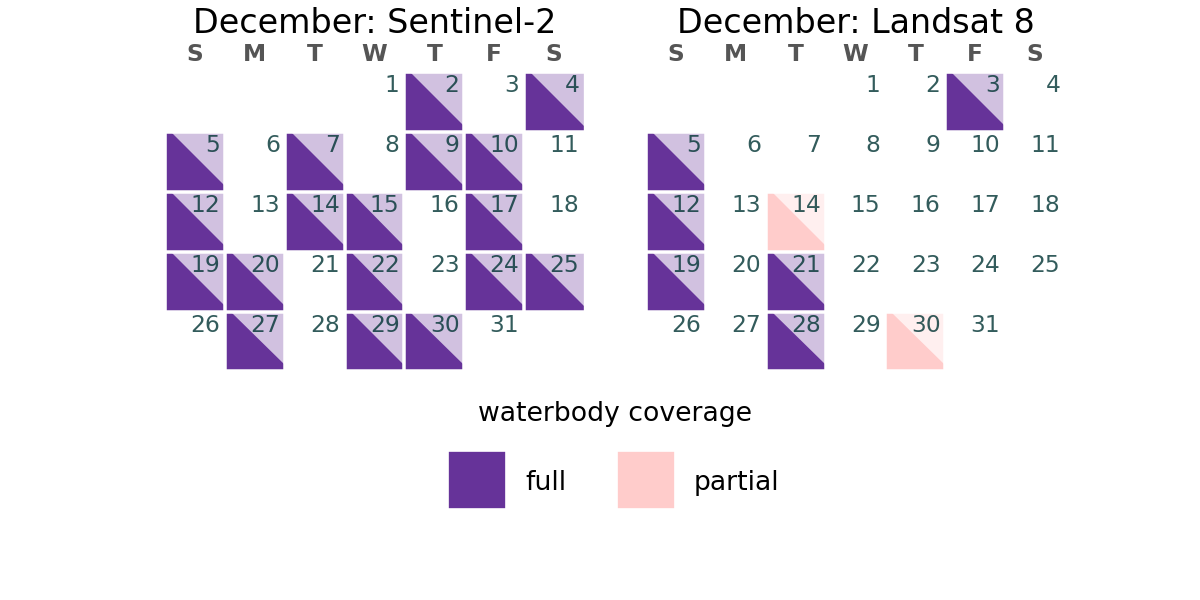 December: Sentinel-2
S M T W T F S
1 2 3 4
5 6 7 8 9 10 11
12 13 14 15 16 17 18
19 20 21 22 23 24 25
26 27 28 29 30 31
December: Landsat 8
S M T W T F S
1 2 3 4
5 6 7 8 9 10 11
12 13 14 15 16 17 18
19 20 21 22 23 24 25
26 27 28 29 30 31
waterbody coverage
full
partial